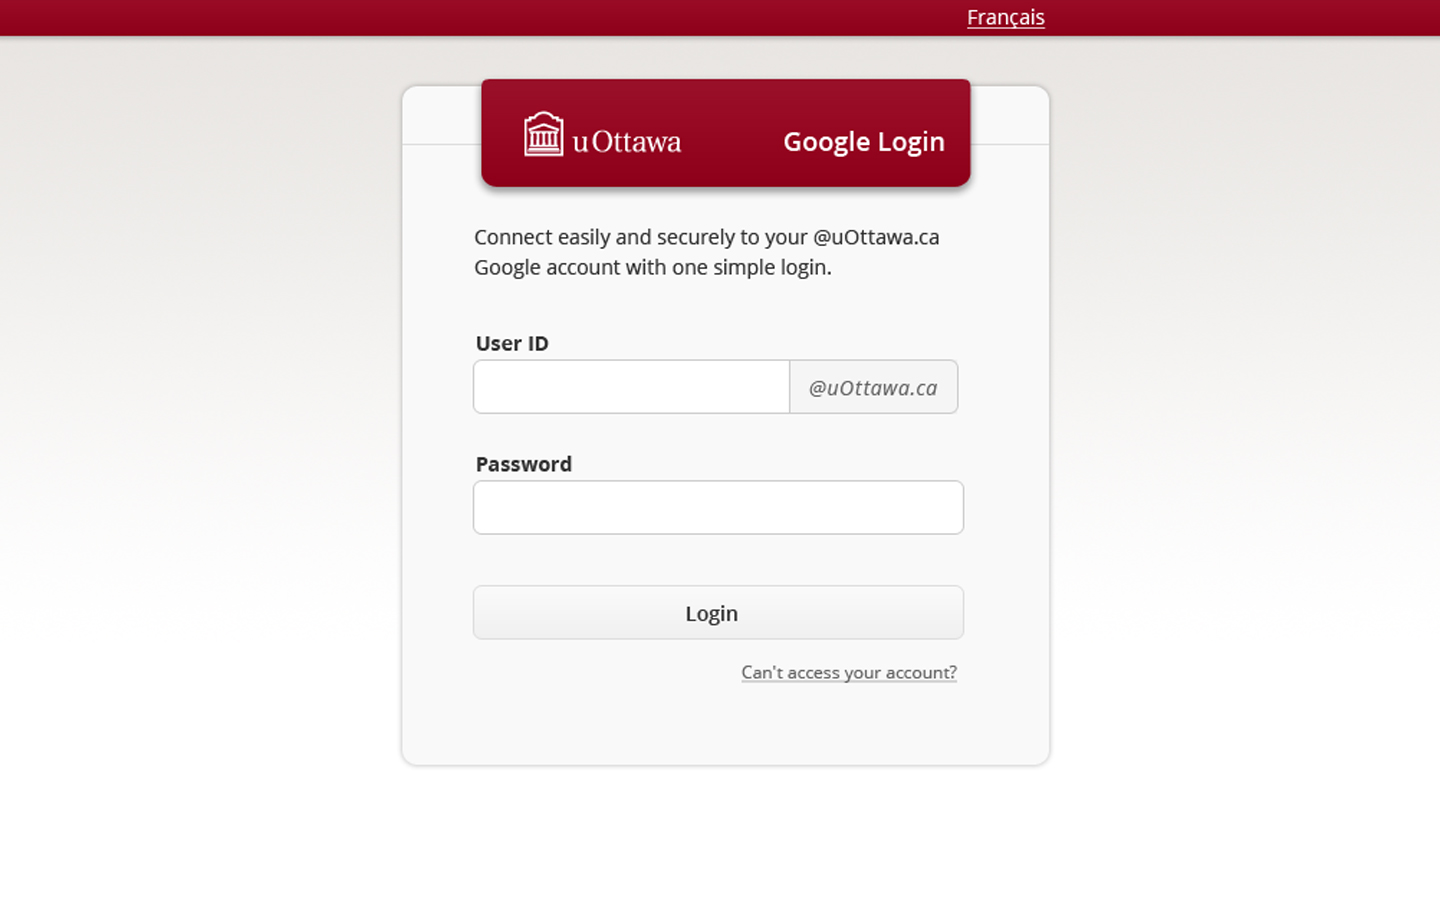 Français
uOttawa
Google Login
Connect easily and securely to your @uOttawa.ca
Google account with one simple login.
User ID
@uOttawa.ca
Password
Login
Can't access your account?